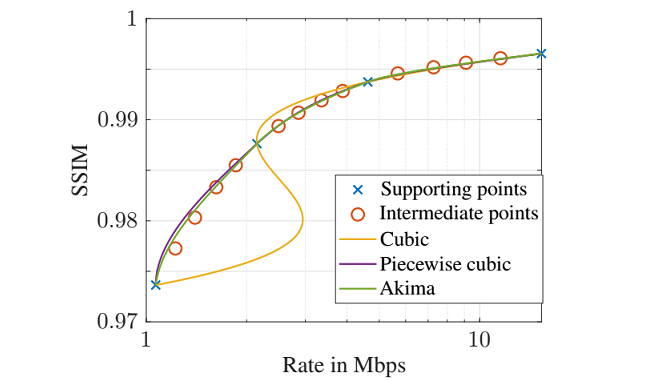 1
0.99
0.98
0.97
SSIM
1
10
Rate in Mbps
Supporting points
Intermediate points
Cubic
Piecewise cubic
Akima